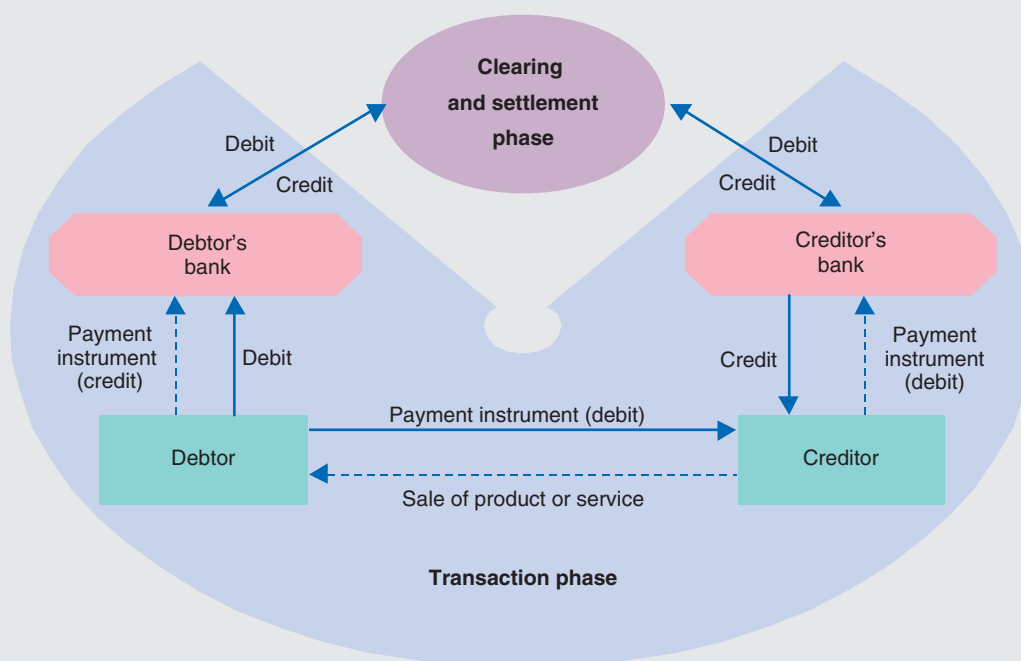 Clearing
and settlement
phase
Debit
Credit
Debit
Credit
Debtor's
bank
Creditor's
bank
Payment
instrument
(credit)
Debit
Credit
Payment
instrument
(debit)
Payment instrument (debit)
Debtor
Creditor
Sale of product or service
Transaction phase